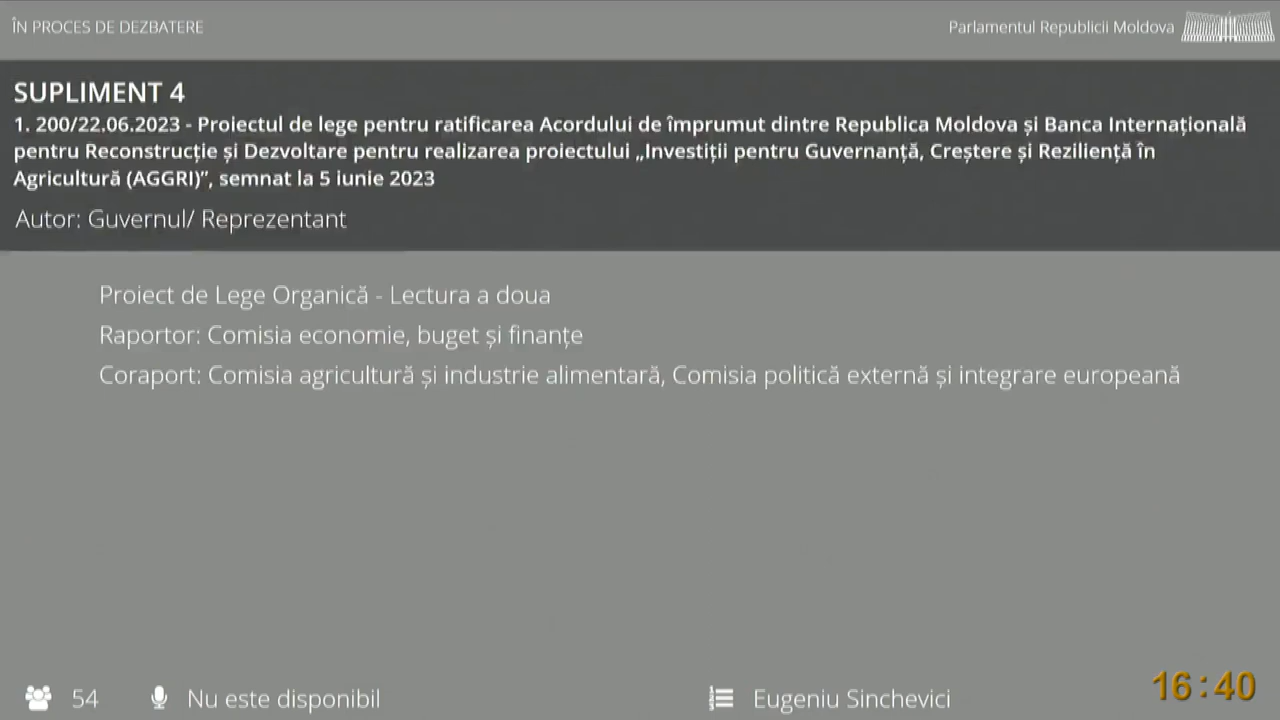 ÎN PROCES DE DEZBATERE
Parlamentul Republicii Moldova
SUPLIMENT 4
1. 200/22.06.2023 - Proiectul de lege pentru ratificarea Acordului de împrumut dintre Republica Moldova și Banca Internațională
pentru Reconstrucție și Dezvoltare pentru realizarea proiectului „Investiții pentru Guvernanță, Creștere și Reziliență în
Agricultură (AGGRI)”, semnat la 5 iunie 2023
Autor: Guvernul/ Reprezentant
Proiect de Lege Organică - Lectura a doua
Raportor: Comisia economie, buget și finanțe
Coraport: Comisia agricultură și industrie alimentară, Comisia politică externă și integrare europeană
54 Nu este disponibil Eugeniu Sinchevici 16:40